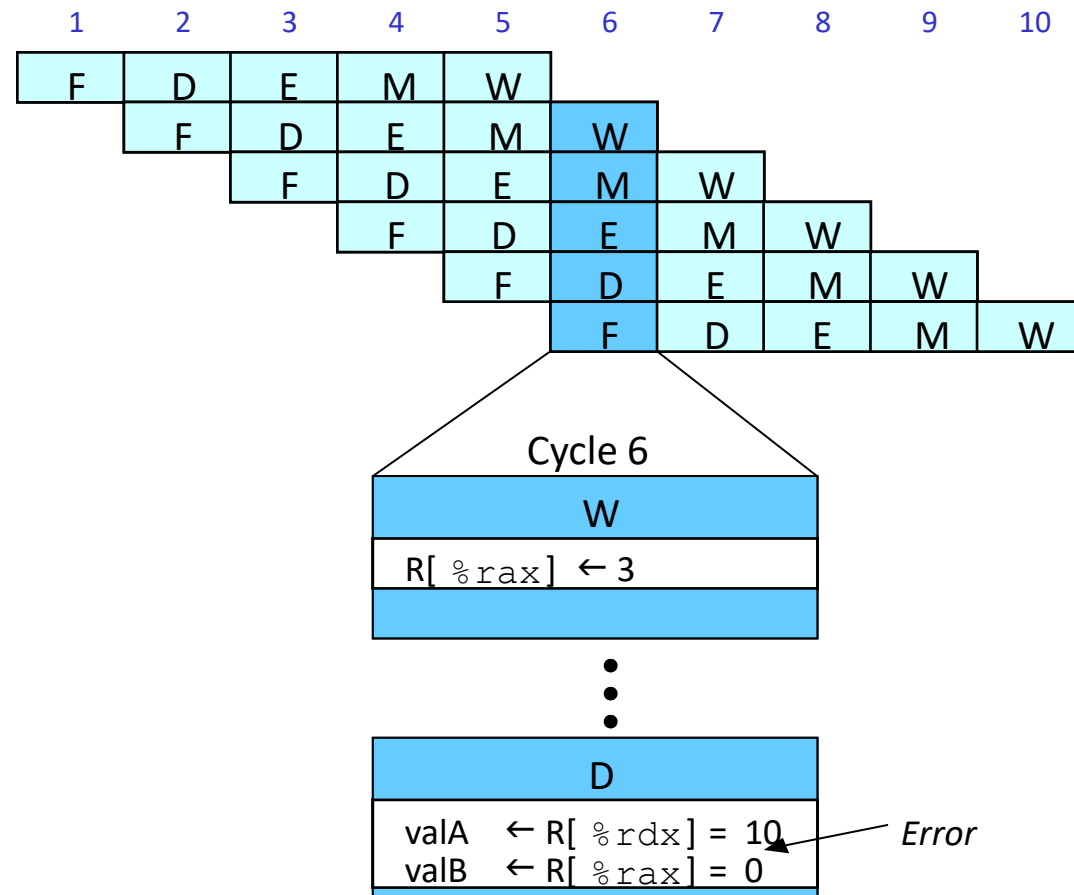 1 2 3 4 5 6 7 8 9 10
F D E M W
F D E M W
F D E M W
F D E M W
F D E M W
F D E M W
Cycle 6
W
R[ %rax] ← 3
D
valA ← R[ %rdx] = 10
Error
valB ← R[ %rax] = 0